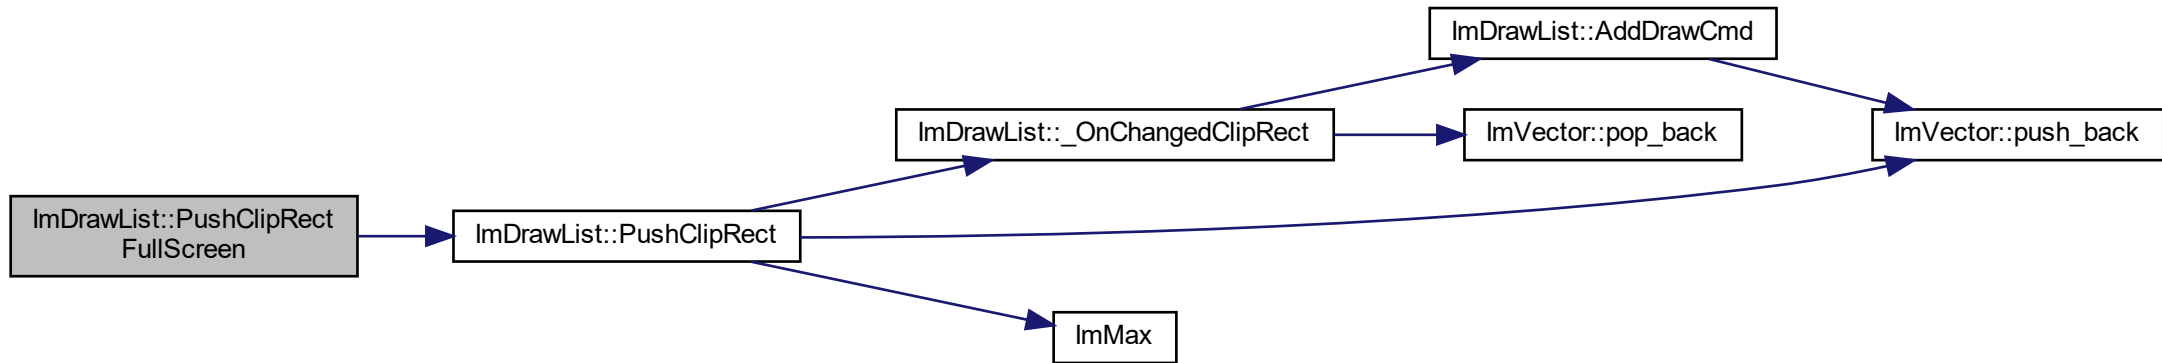 ImDrawList::PushClipRect
FullScreen
ImDrawList::PushClipRect
ImDrawList::_OnChangedClipRect
ImMax
ImDrawList::AddDrawCmd
ImVector::pop_back
ImVector::push_back